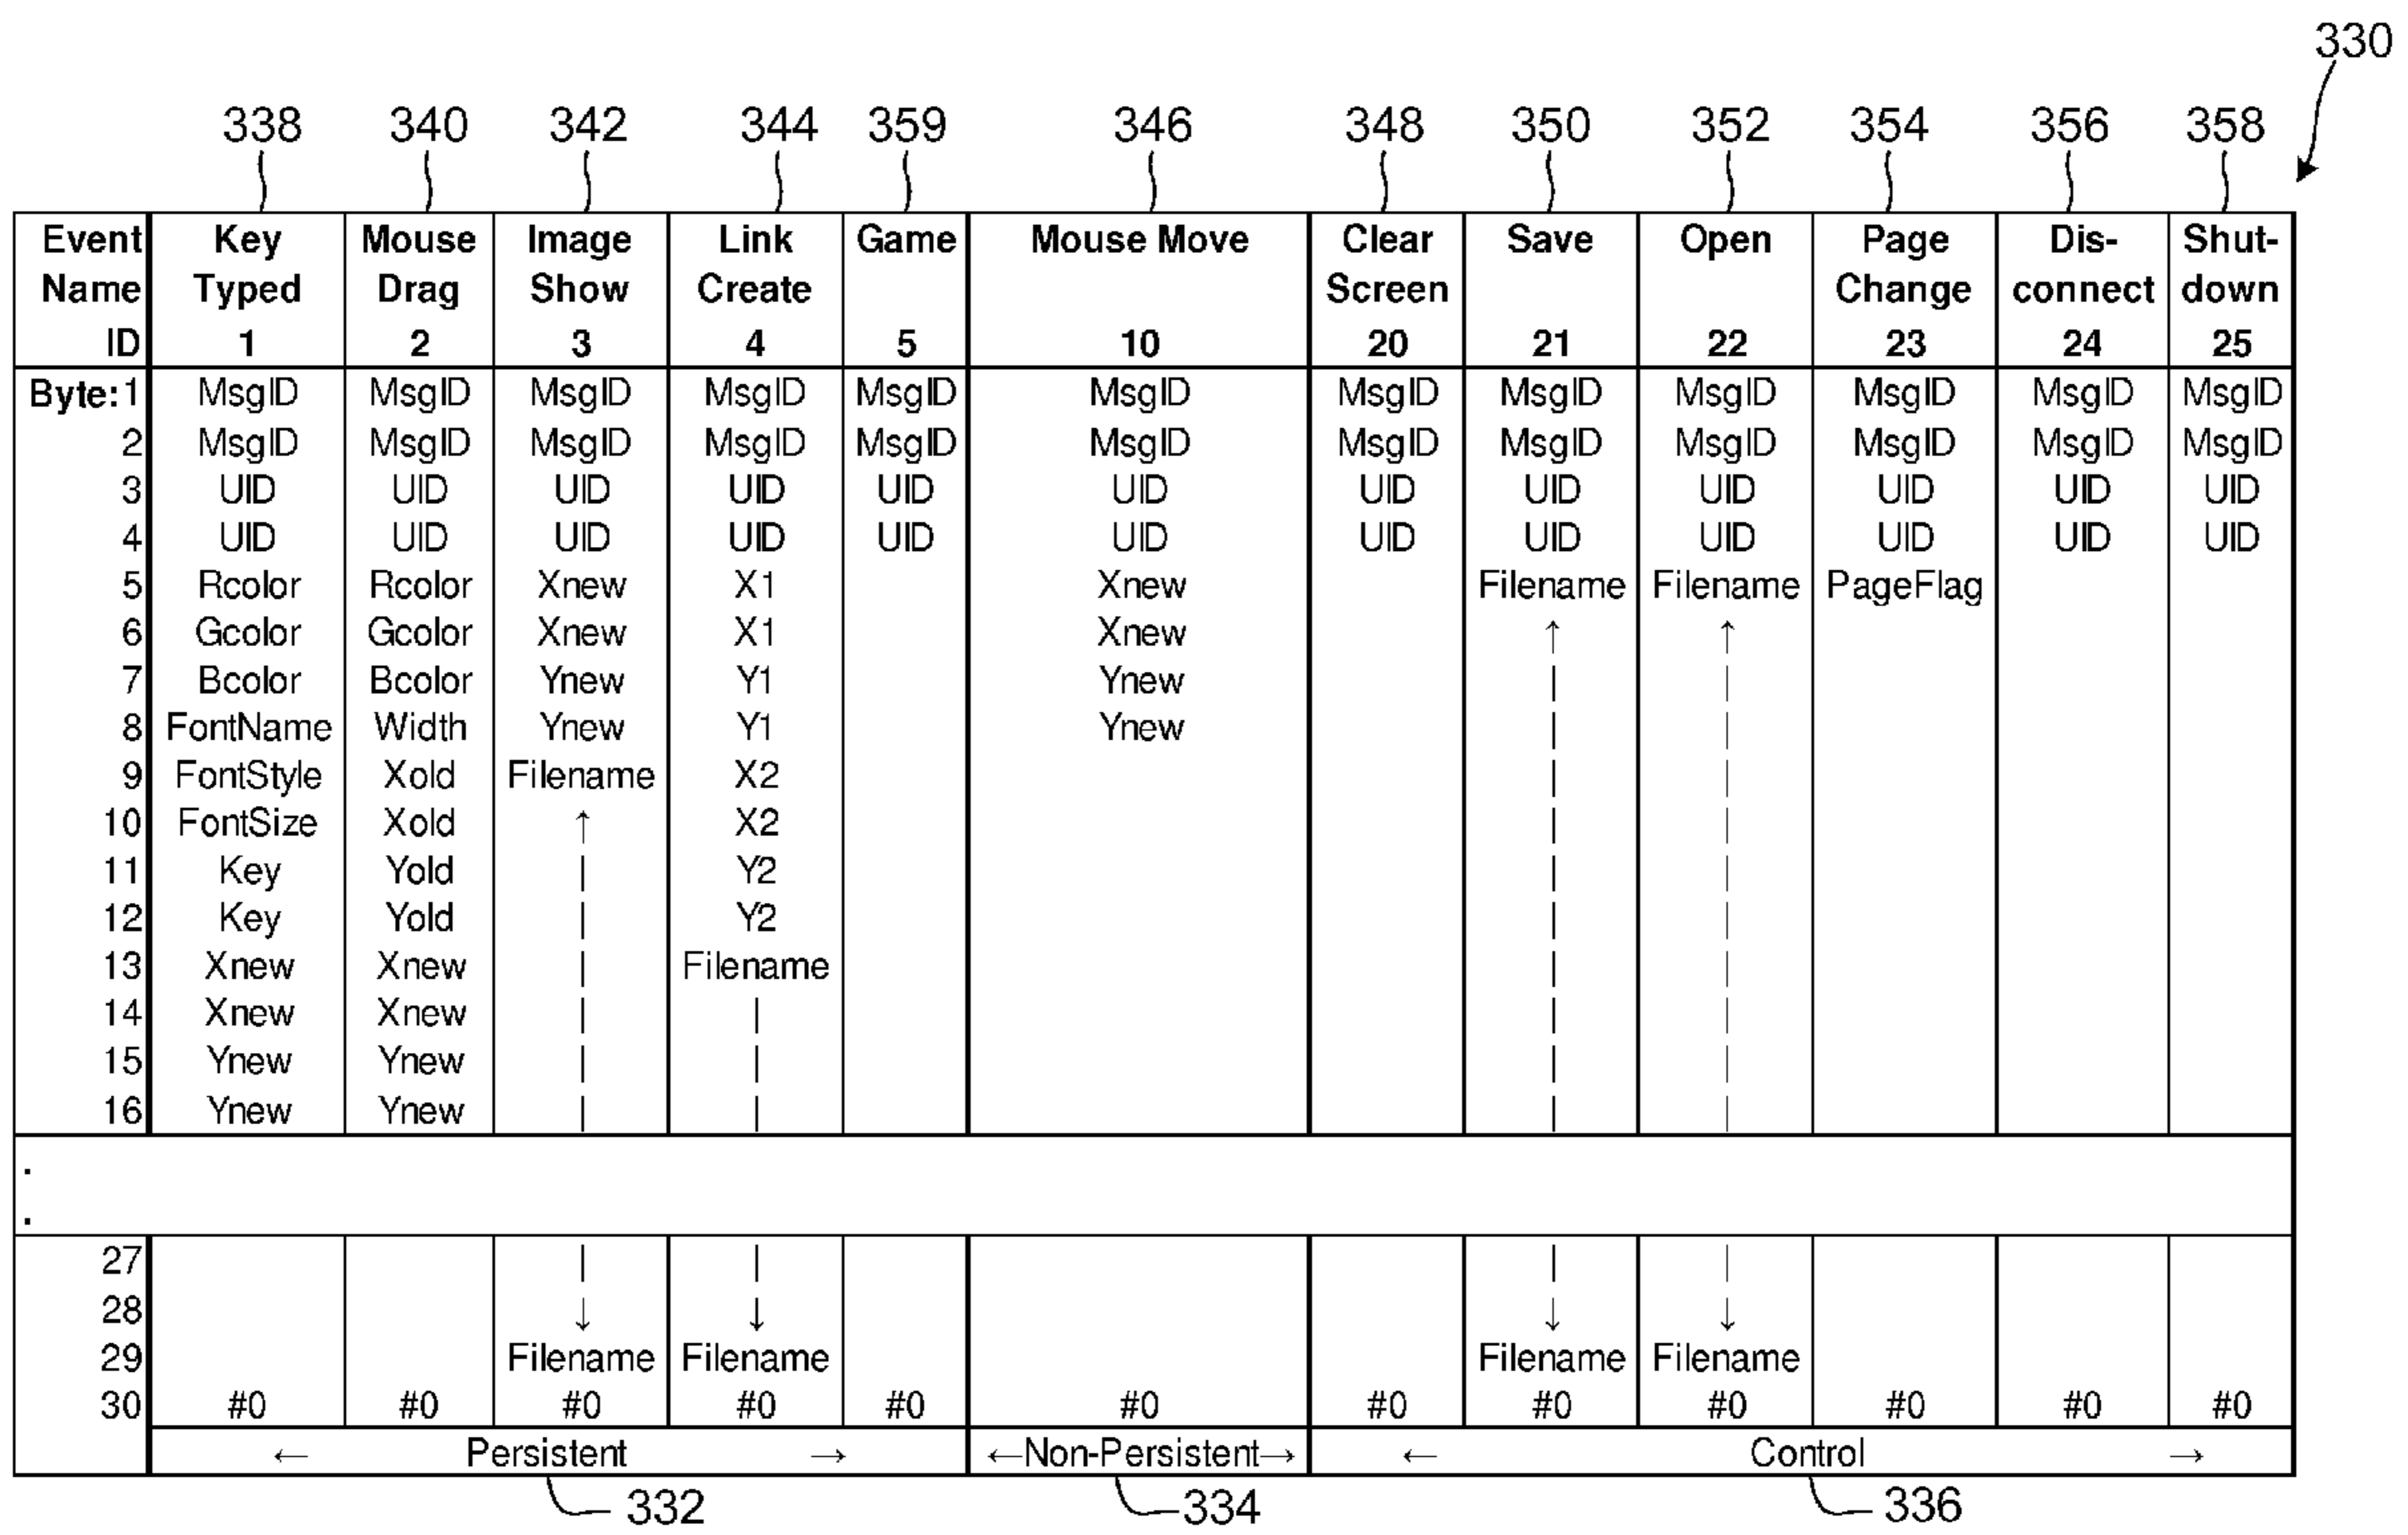 330
338 340 342 344 359 346 348 350 352 354 356 358
Event Key Mouse Image Link Game Mouse Move Clear Save Open Page Dis- Shut-
Name Typed Drag Show Create Screen Change connect down
ID 1 2 3 4 5 10 20 21 22 23 24 25
Byte:1 MsgID MsgID MsgID MsgID MsgID MsgID MsgID MsgID MsgID MsgID MsgID MsgID
2 MsgID MsgID MsgID MsgID MsgID MsgID MsgID MsgID MsgID MsgID MsgID MsgID
3 UID UID UID UID UID UID UID UID UID UID UID UID
4 UID UID UID UID UID UID UID UID UID UID UID UID
5 Rcolor Rcolor Xnew X1 Xnew Filename Filename PageFlag
6 Gcolor Gcolor Xnew X1 Xnew ↑ ↑
7 Bcolor Bcolor Ynew Y1 Ynew | |
8 FontName Width Ynew Y1 Ynew | |
9 FontStyle Xold Filename X2 | |
10 FontSize Xold ↑ X2 | |
11 Key Yold | Y2 | |
12 Key Yold | Y2 | |
13 Xnew Xnew | Filename | |
14 Xnew Xnew | | | |
15 Ynew Ynew | | | |
16 Ynew Ynew | | | |
.
.
27 | | | |
28 ↓ ↓ ↓ ↓
29 Filename Filename Filename Filename
30 #0 #0 #0 #0 #0 #0 #0 #0 #0 #0 #0 #0
← Persistent → ←Non-Persistent→ ← Control →
332 334 336